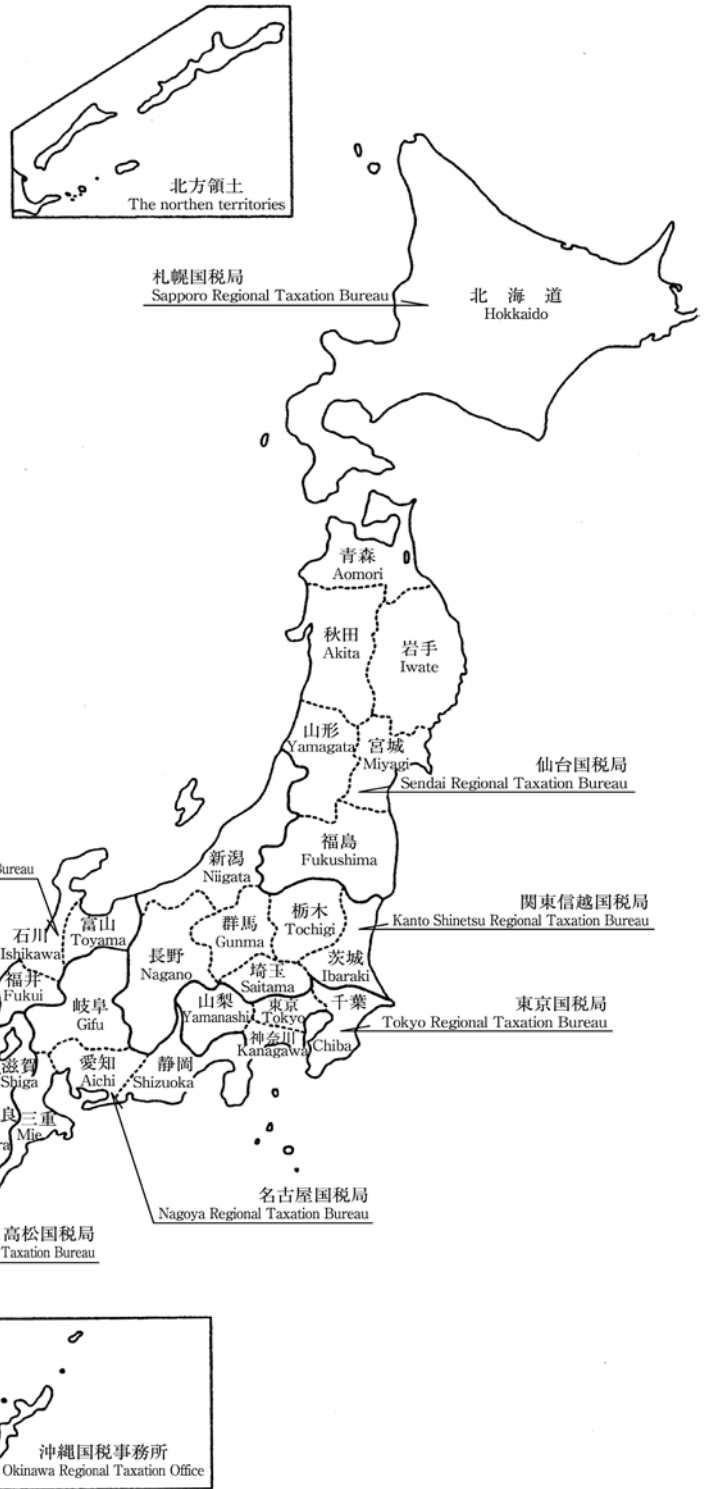 北方領土
The northen territories
札幌国税局
Sapporo Regional Taxation Bureau
北海道
Hokkaido
青森
Aomori
秋田
Akita
岩手
Iwate
山形
Yamagata
宮城
Miyagi
仙台国税局
Sendai Regional Taxation Bureau
福島
Fukushima
新潟
Niigata
Bureau
関東信越国税局
Kanto Shinetsu Regional Taxation Bureau
栃木
Tochigi
群馬
Gunma
富山
Toyama
石川
Ishikawa
長野
Nagano
茨城
Ibaraki
埼玉
Saitama
福井
Fukui
岐阜
Gifu
山梨
Yamanashi
東京
Tokyo
千葉
Chiba
東京国税局
Tokyo Regional Taxation Bureau
神奈川
Kanagawa
滋賀
Shiga
愛知
Aichi
静岡
Shizuoka
良
ra
三重
Mie
名古屋国税局
Nagoya Regional Taxation Bureau
高松国税局
Taxation Bureau
沖縄国税事務所
Okinawa Regional Taxation Office